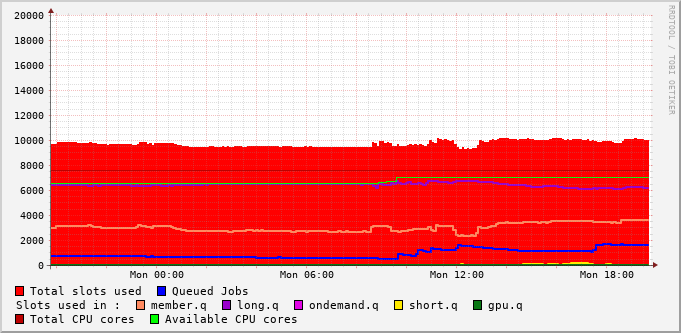 RRDTOOL / TOBI OETIKER
20000
18000
16000
14000
12000
10000
8000
6000
4000
2000
0
Mon 00:00 Mon 06:00 Mon 12:00 Mon 18:00
Total slots used Queued Jobs
Slots used in : member.q long.q ondemand.q short.q gpu.q
Total CPU cores Available CPU cores